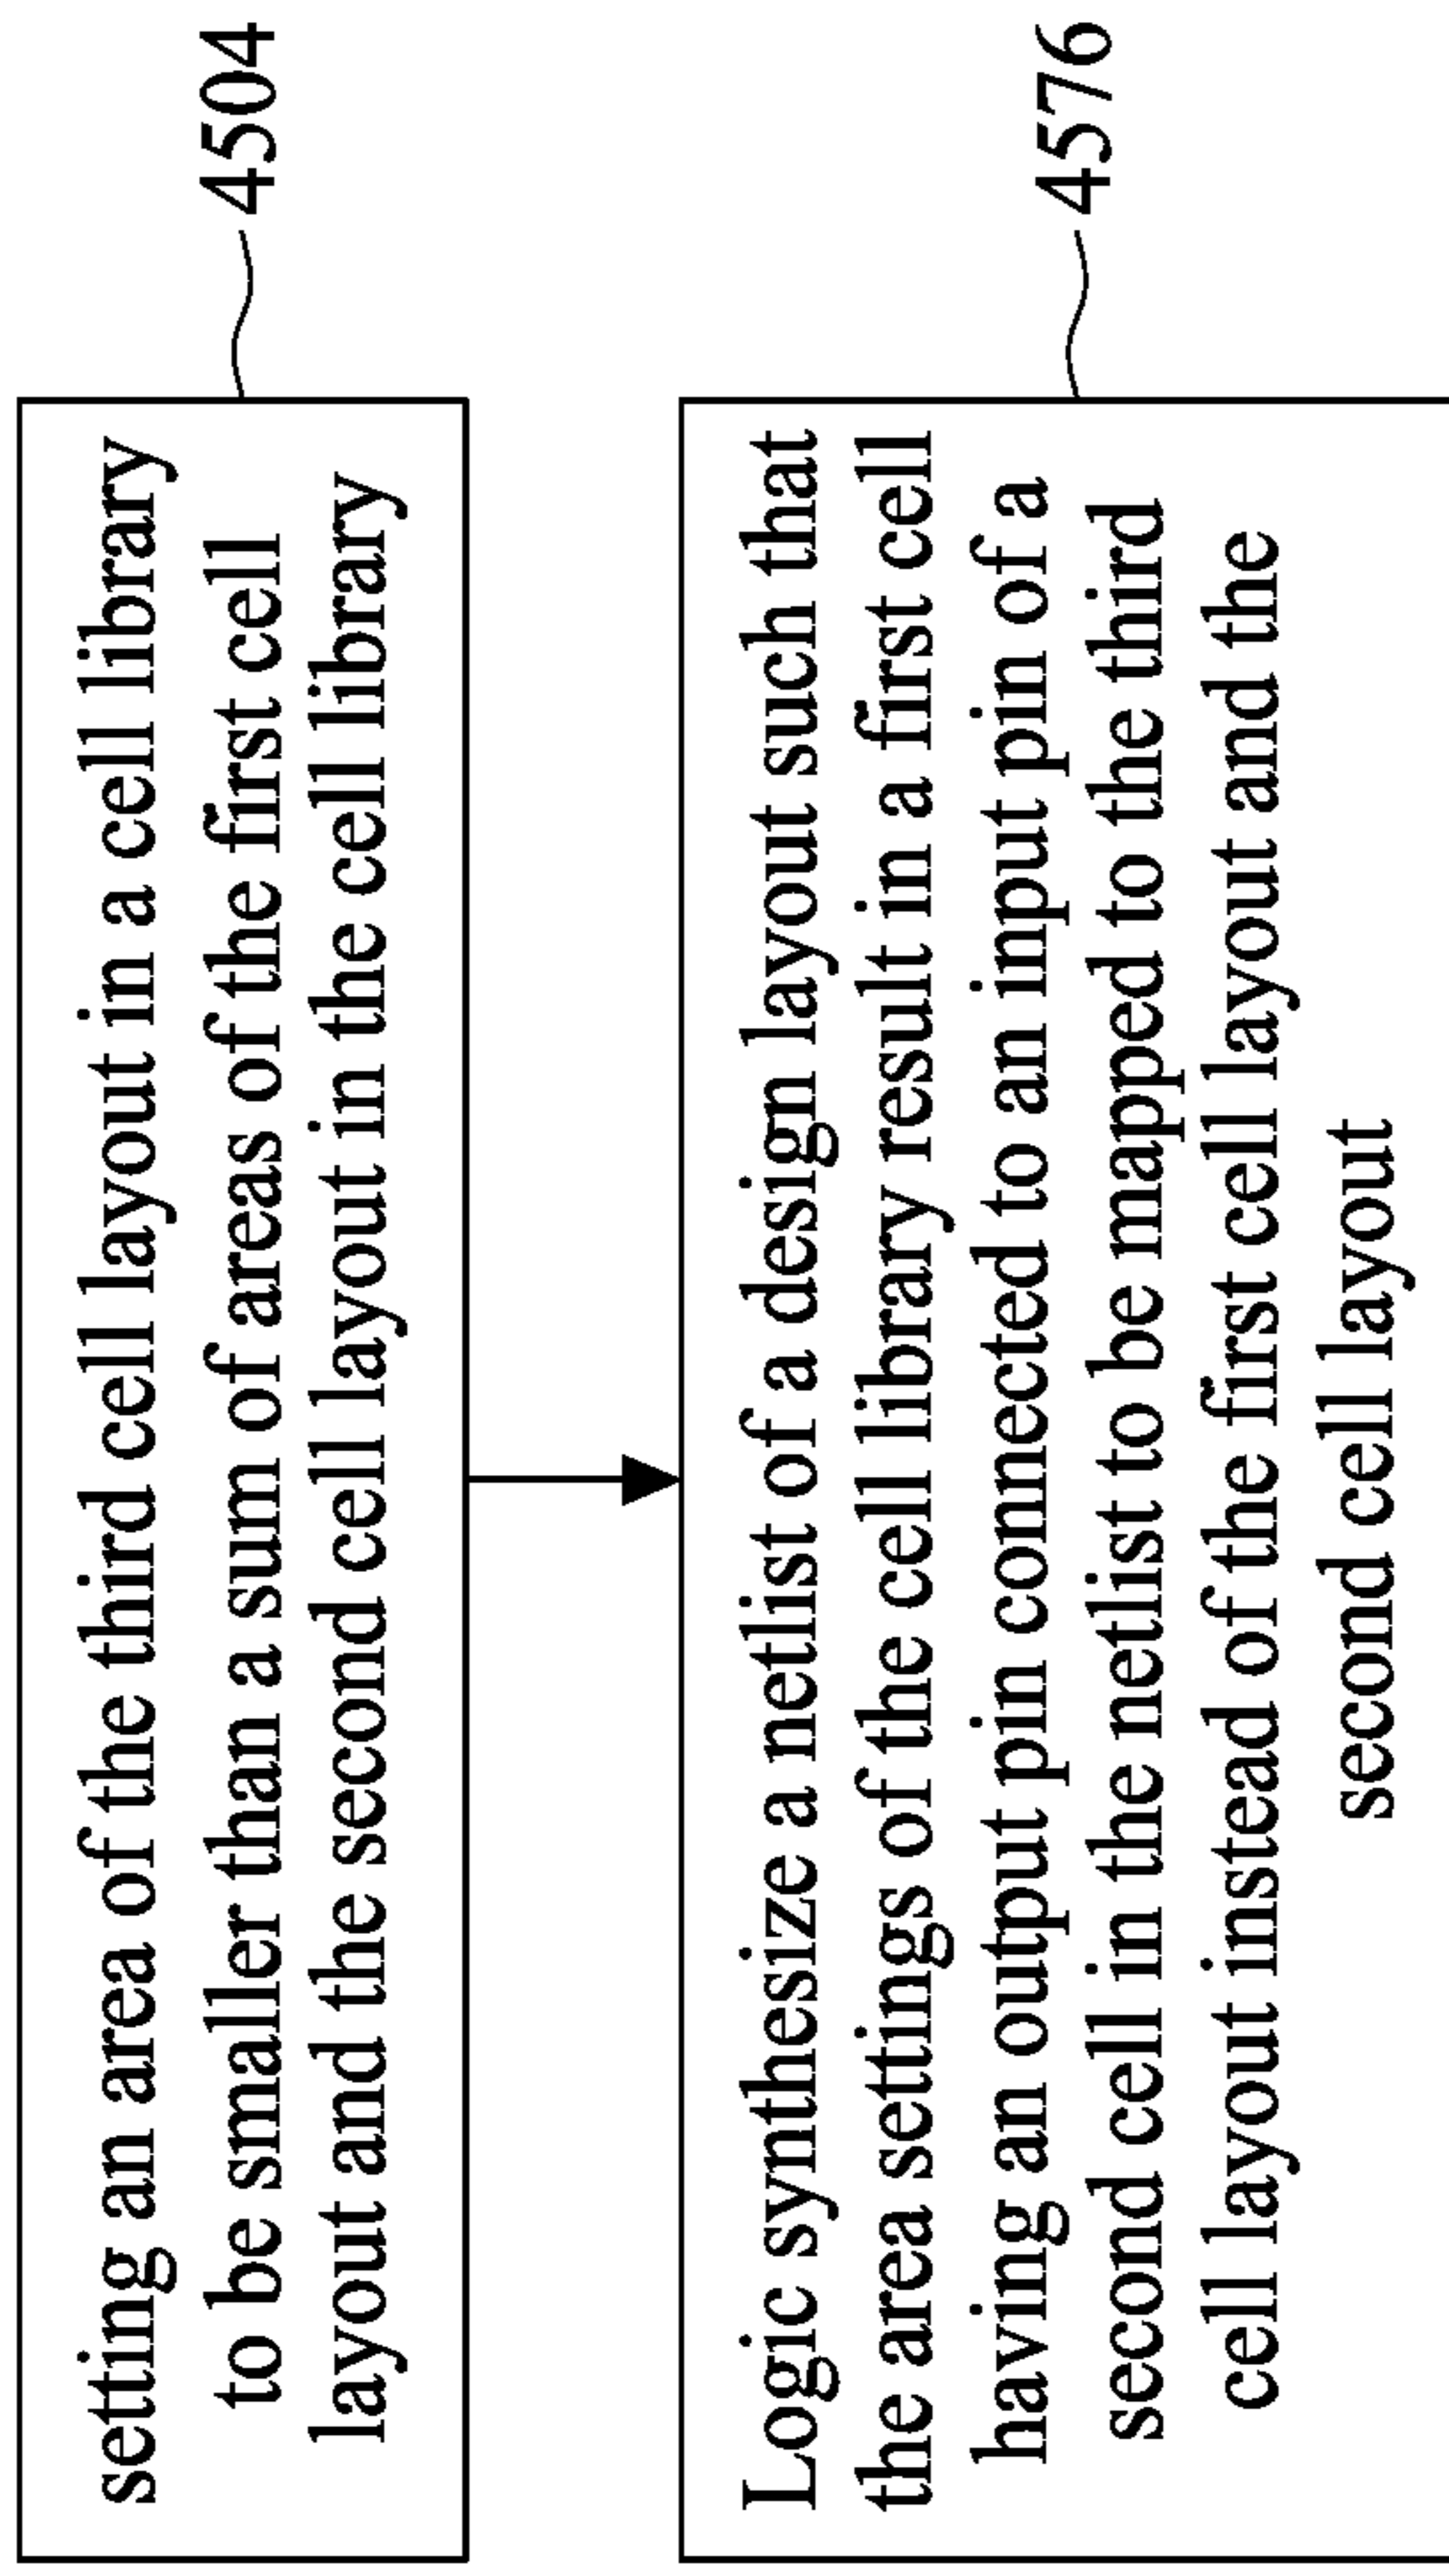 setting an area of the third cell layout in a cell library
to be smaller than a sum of areas of the first cell
layout and the second cell layout in the cell library
4504
Logic synthesize a netlist of a design layout such that
the area settings of the cell library result in a first cell
having an output pin connected to an input pin of a
second cell in the netlist to be mapped to the third
cell layout instead of the first cell layout and the
second cell layout
4576